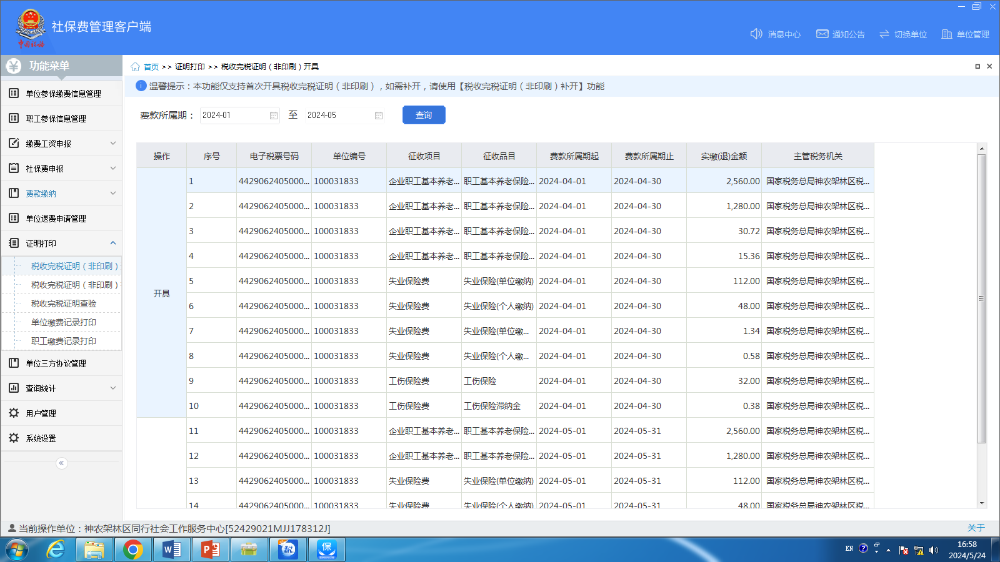 社保费管理客户端
消息中心 通知公告 切换单位 单位管理
功能菜单
首页 >> 证明打印 >> 税收完税证明（非印刷）开具
温馨提示：本功能仅支持首次开具税收完税证明（非印刷），如需补开，请使用【税收完税证明（非印刷）补开】功能
单位参保缴费信息管理
职工参保信息管理
缴费工资申报
社保费申报
费款缴纳
单位退费申请管理
证明打印
税收完税证明（非印刷）
税收完税证明（非印刷）
税收完税证明查验
单位缴费记录打印
职工缴费记录打印
单位三方协议管理
查询统计
用户管理
系统设置
费款所属期： 2024-01 至 2024-05 查询
操作 序号 电子税票号码 单位编号 征收项目 征收品目 费款所属期起 费款所属期止 实缴(退)金额 主管税务机关
开具
1 4429062405000... 100031833 企业职工基本养老... 职工基本养老保险... 2024-04-01 2024-04-30 2,560.00 国家税务总局神农架林区税...
2 4429062405000... 100031833 企业职工基本养老... 职工基本养老保险... 2024-04-01 2024-04-30 1,280.00 国家税务总局神农架林区税...
3 4429062405000... 100031833 企业职工基本养老... 职工基本养老保险... 2024-04-01 2024-04-30 30.72 国家税务总局神农架林区税...
4 4429062405000... 100031833 企业职工基本养老... 职工基本养老保险... 2024-04-01 2024-04-30 15.36 国家税务总局神农架林区税...
5 4429062405000... 100031833 失业保险费 失业保险(单位缴纳) 2024-04-01 2024-04-30 112.00 国家税务总局神农架林区税...
6 4429062405000... 100031833 失业保险费 失业保险(个人缴纳) 2024-04-01 2024-04-30 48.00 国家税务总局神农架林区税...
7 4429062405000... 100031833 失业保险费 失业保险(单位缴... 2024-04-01 2024-04-30 1.34 国家税务总局神农架林区税...
8 4429062405000... 100031833 失业保险费 失业保险(个人缴... 2024-04-01 2024-04-30 0.58 国家税务总局神农架林区税...
9 4429062405000... 100031833 工伤保险费 工伤保险 2024-04-01 2024-04-30 32.00 国家税务总局神农架林区税...
10 4429062405000... 100031833 工伤保险费 工伤保险滞纳金 2024-04-01 2024-04-30 0.38 国家税务总局神农架林区税...
11 4429062405000... 100031833 企业职工基本养老... 职工基本养老保险... 2024-05-01 2024-05-31 2,560.00 国家税务总局神农架林区税...
12 4429062405000... 100031833 企业职工基本养老... 职工基本养老保险... 2024-05-01 2024-05-31 1,280.00 国家税务总局神农架林区税...
13 4429062405000... 100031833 失业保险费 失业保险(单位缴纳) 2024-05-01 2024-05-31 112.00 国家税务总局神农架林区税...
14 4429062405000... 100031833 失业保险费 失业保险(个人缴纳) 2024-05-01 2024-05-31 48.00 国家税务总局神农架林区税...
当前操作单位：神农架林区同行社会工作服务中心[52429021MJJ178312J] 关于
EN 16:58
2024/5/24